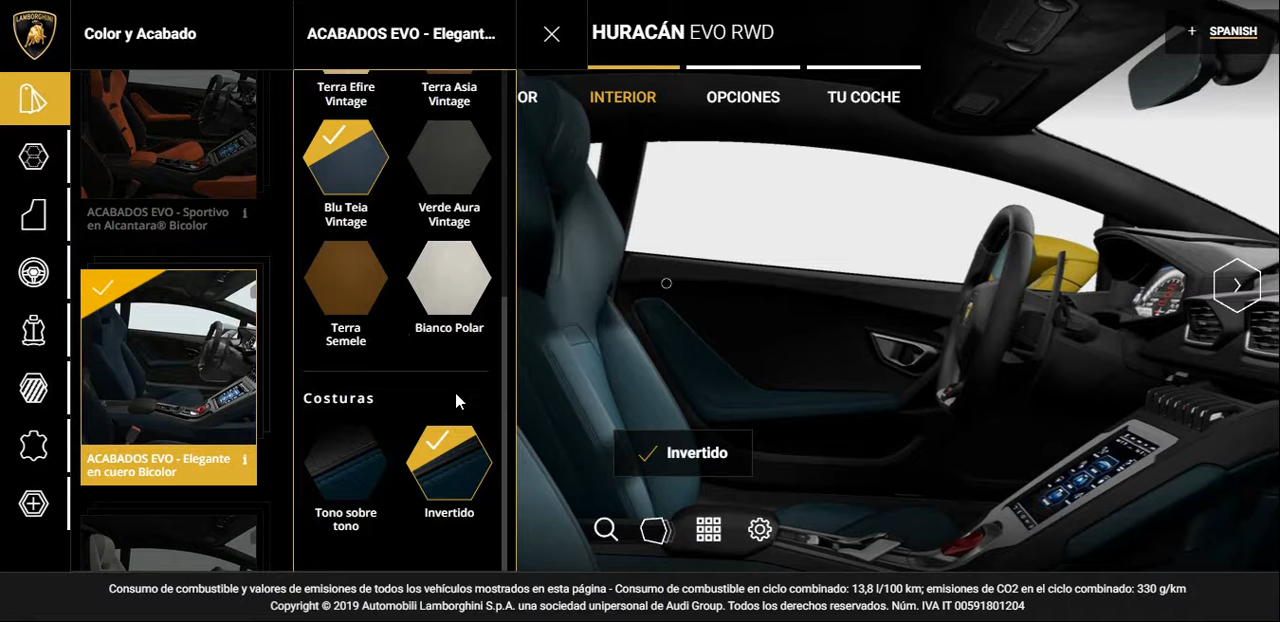 LAMBORGHINI
Color y Acabado
ACABADOS EVO - Elegant...
HURACÁN EVO RWD
+ SPANISH
OR
INTERIOR
OPCIONES
TU COCHE
Terra Efire
Vintage
Terra Asia
Vintage
Blu Teia
Vintage
Verde Aura
Vintage
Terra
Semele
Bianco Polar
Costuras
Tono sobre
tono
Invertido
ACABADOS EVO - Sportivo
en Alcantara® Bicolor
i
ACABADOS EVO - Elegante
en cuero Bicolor
i
Invertido
Consumo de combustible y valores de emisiones de todos los vehículos mostrados en esta página - Consumo de combustible en ciclo combinado: 13,8 l/100 km; emisiones de CO2 en el ciclo combinado: 330 g/km
Copyright © 2019 Automobili Lamborghini S.p.A. una sociedad unipersonal de Audi Group. Todos los derechos reservados. Núm. IVA IT 00591801204